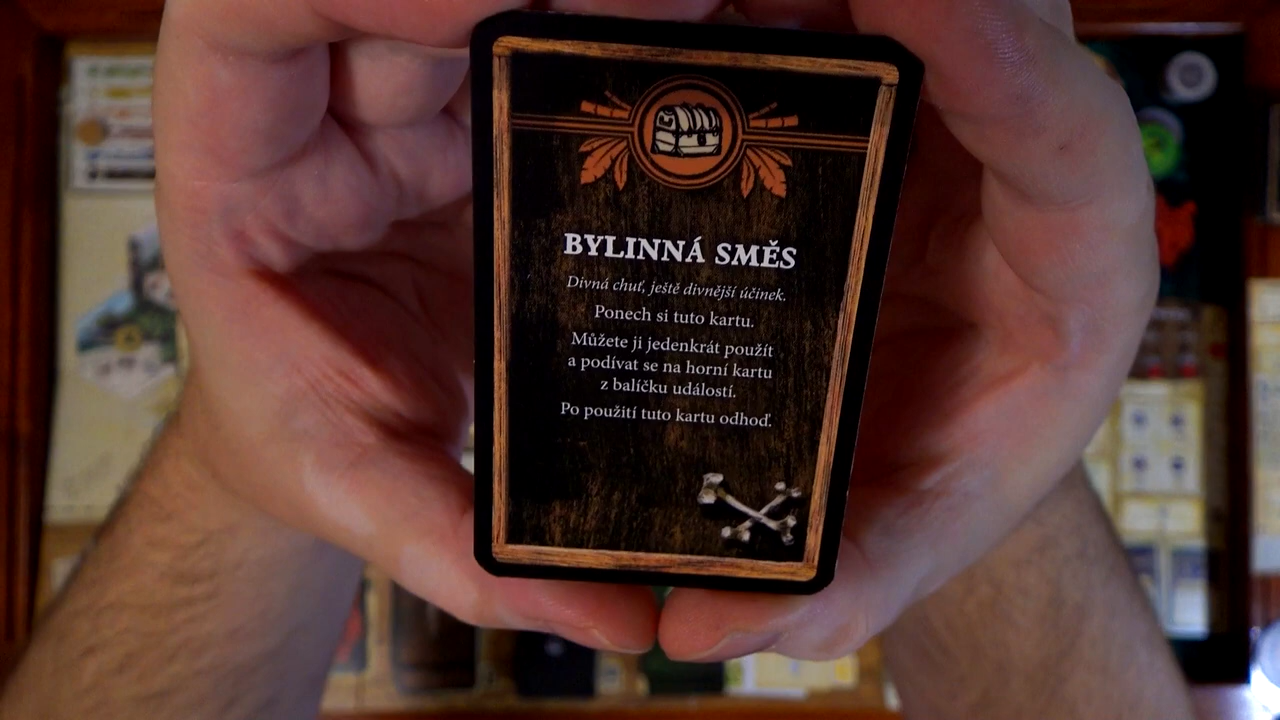 BYLINNÁ SMĚS
Divná chuť, ještě divnější účinek.
Ponech si tuto kartu.
Můžete ji jedenkrát použít
a podívat se na horní kartu
z balíčku událostí.
Po použití tuto kartu odhoď.